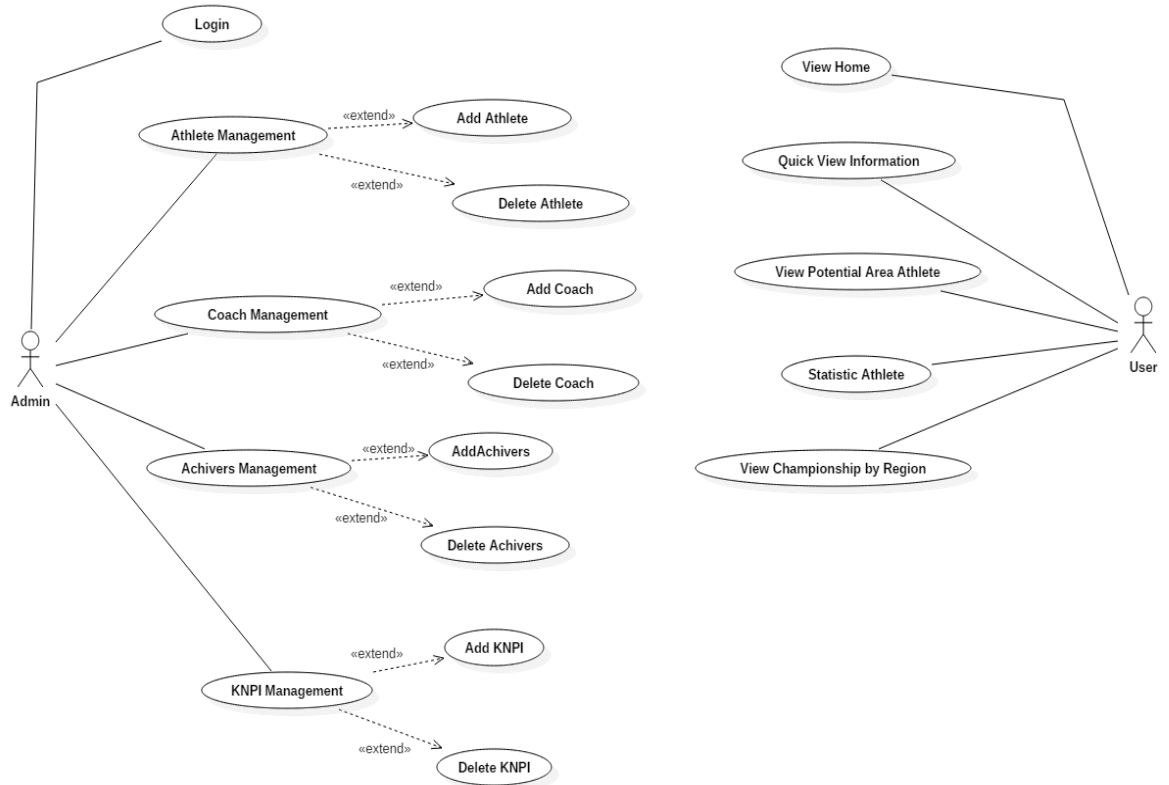 Login
View Home
«extend»
Add Athlete
Athlete Management
Quick View Information
«extend»
Delete Athlete
View Potential Area Athlete
«extend»
Add Coach
Coach Management
«extend»
Delete Coach
Admin
User
Statistic Athlete
«extend»
AddAchivers
Achivers Management
View Championship by Region
«extend»
Delete Achivers
«extend»
Add KNPI
KNPI Management
«extend»
Delete KNPI